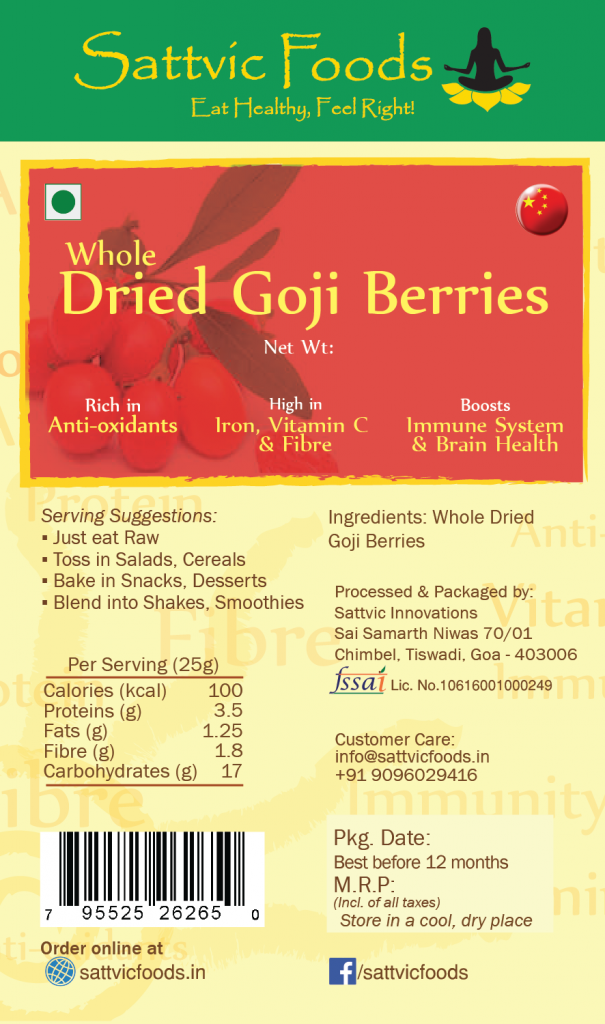 Sattvic Foods
Eat Healthy, Feel Right!
Whole
Dried Goji Berries
Net Wt:
Rich in
Anti-oxidants
High in
Iron, Vitamin C
& Fibre
Boosts
Immune System
& Brain Health
Serving Suggestions:
▪ Just eat Raw
▪ Toss in Salads, Cereals
▪ Bake in Snacks, Desserts
▪ Blend into Shakes, Smoothies
Per Serving (25g)
Calories (kcal) 100
Proteins (g) 3.5
Fats (g) 1.25
Fibre (g) 1.8
Carbohydrates (g) 17
7 95525 26265 0
Order online at
sattvicfoods.in
Ingredients: Whole Dried
Goji Berries
Processed & Packaged by:
Sattvic Innovations
Sai Samarth Niwas 70/01
Chimbel, Tiswadi, Goa - 403006
fssai Lic. No.10616001000249
Customer Care:
info@sattvicfoods.in
+91 9096029416
Pkg. Date:
Best before 12 months
M.R.P:
(Incl. of all taxes)
Store in a cool, dry place
/sattvicfoods
Protein
Fibre
Immunity